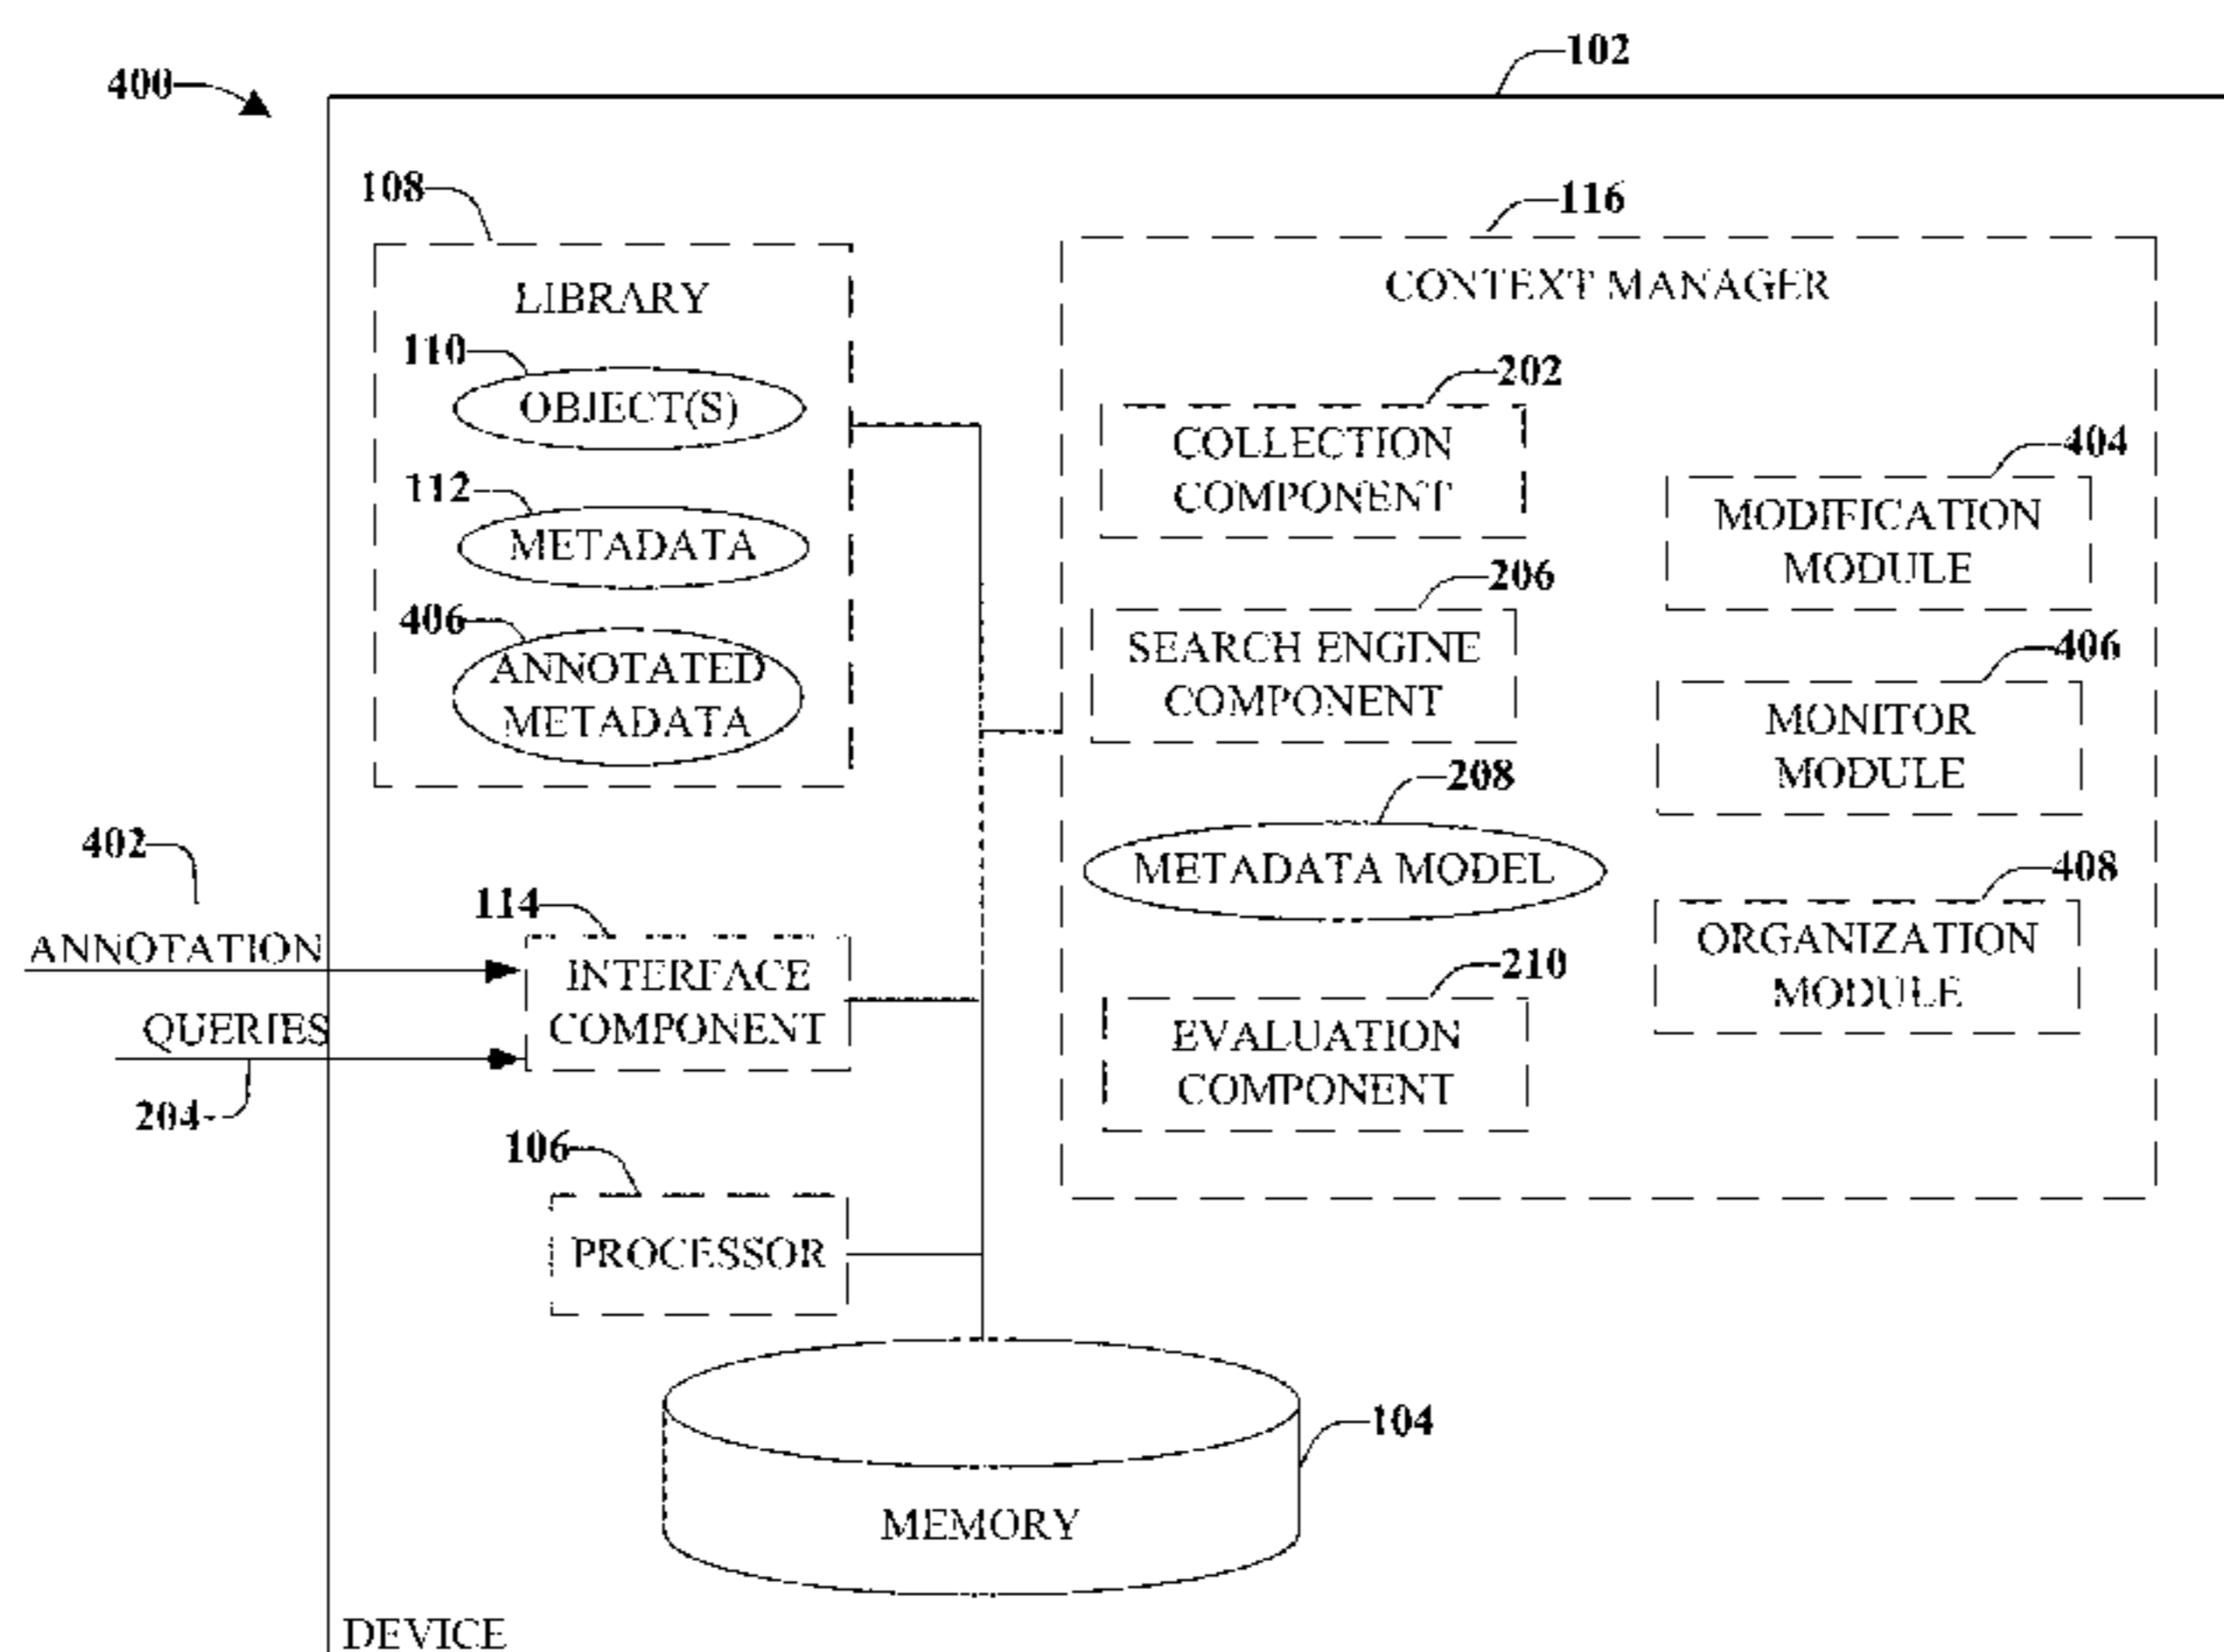 400
102
108
LIBRARY
110
OBJECT(S)
112
METADATA
406
ANNOTATED
METADATA
116
CONTEXT MANAGER
202
COLLECTION
COMPONENT
404
MODIFICATION
MODULE
206
SEARCH ENGINE
COMPONENT
406
MONITOR
MODULE
208
METADATA MODEL
408
ORGANIZATION
MODULE
210
EVALUATION
COMPONENT
402
ANNOTATION
114
INTERFACE
COMPONENT
QUERIES
204
106
PROCESSOR
104
MEMORY
DEVICE